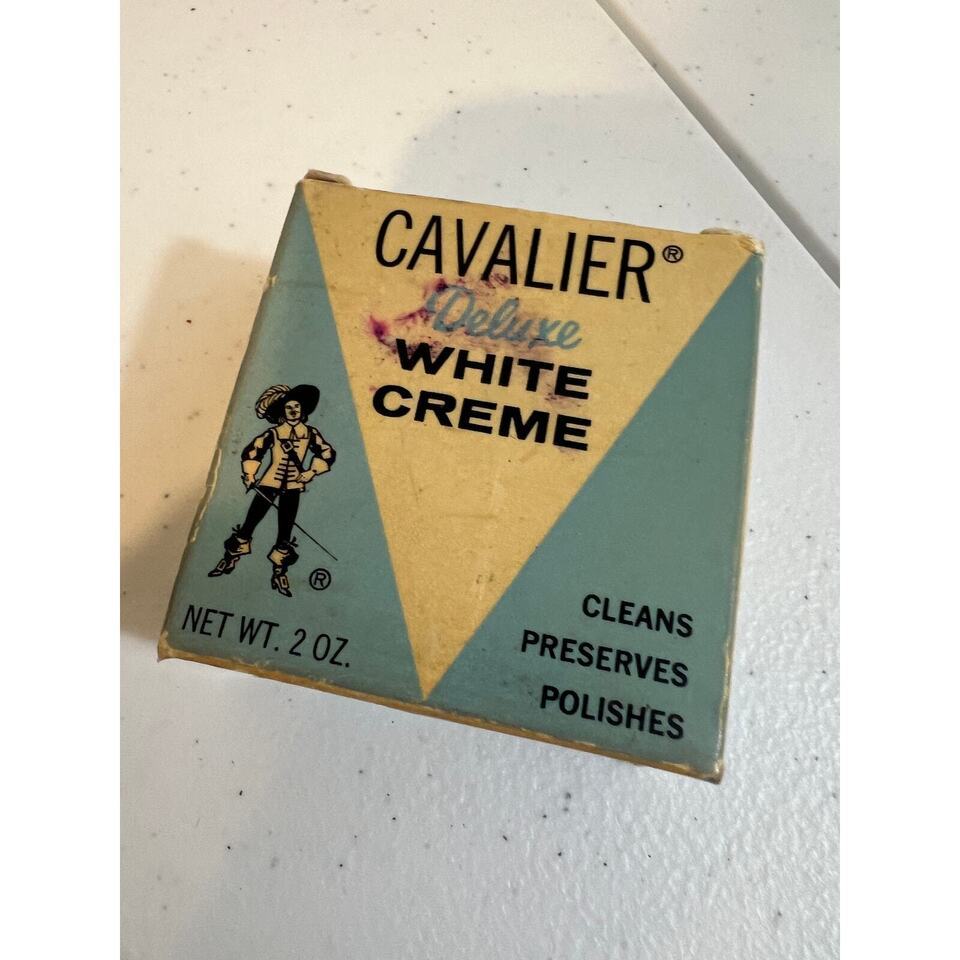 CAVALIER®
Deluxe
WHITE
CREME
®
NET WT. 2 OZ.
CLEANS
PRESERVES
POLISHES